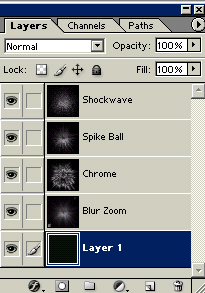 Layers Channels Paths
Normal Opacity: 100%
Lock: Fill: 100%
Shockwave
Spike Ball
Chrome
Blur Zoom
Layer 1